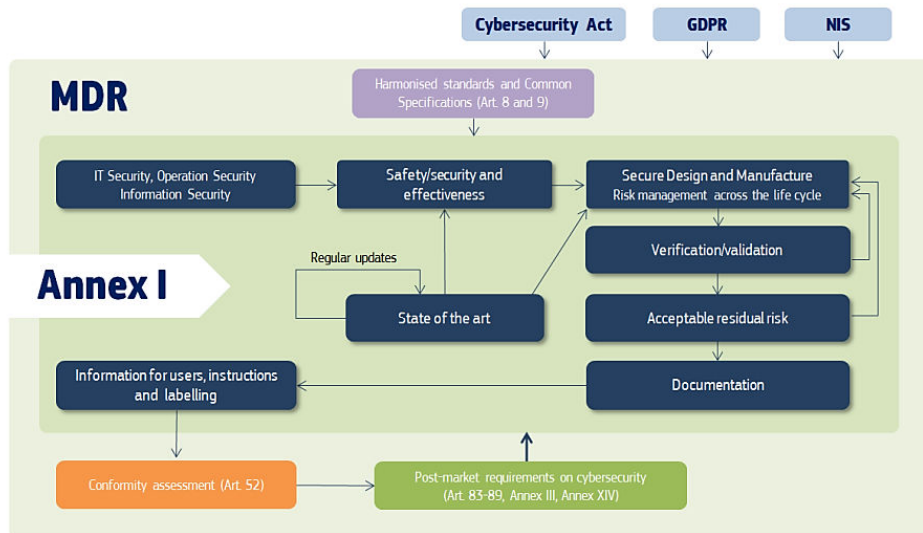 Cybersecurity Act
GDPR
NIS
MDR
Harmonised standards and Common
Specifications (Art. 8 and 9)
IT Security, Operation Security
Information Security
Safety/security and
effectiveness
Secure Design and Manufacture
Risk management across the life cycle
Verification/validation
Regular updates
Annex I
State of the art
Acceptable residual risk
Information for users, instructions
and labelling
Documentation
Conformity assessment (Art. 52)
Post-market requirements on cybersecurity
(Art. 83-89, Annex III, Annex XIV)